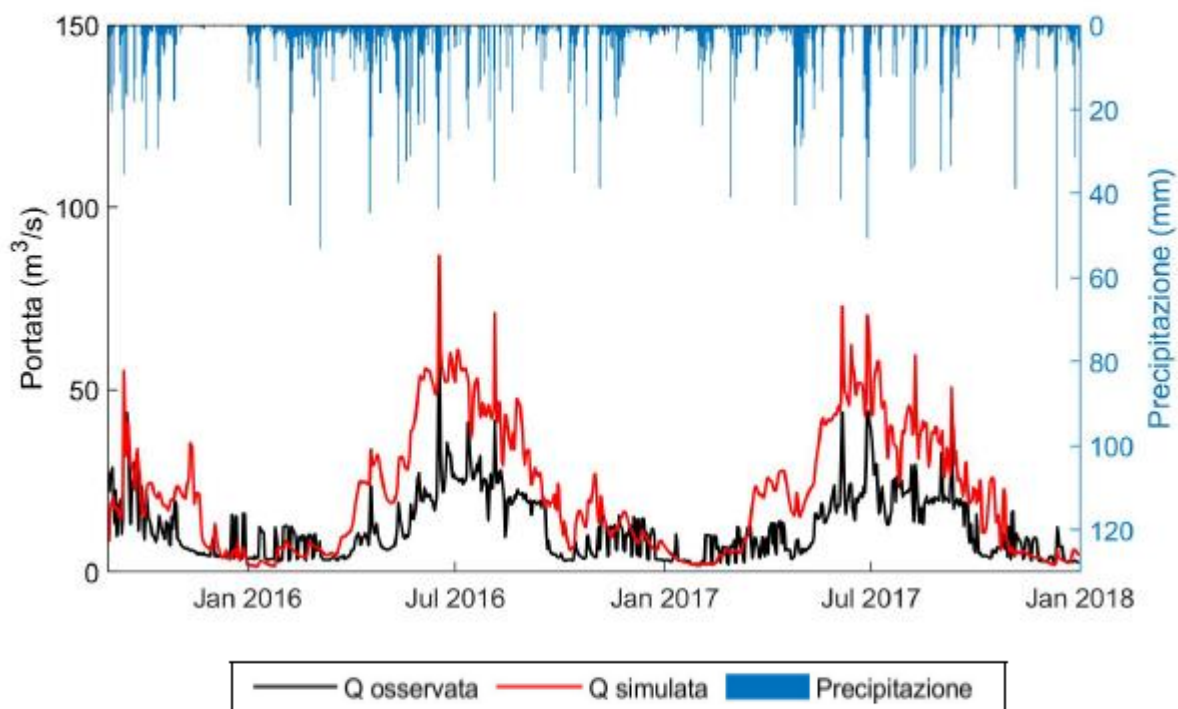 150
100
50
0
Portata (m³/s)
0
20
40
60
80
100
120
Precipitazione (mm)
Jan 2016 Jul 2016 Jan 2017 Jul 2017 Jan 2018
Q osservata Q simulata Precipitazione